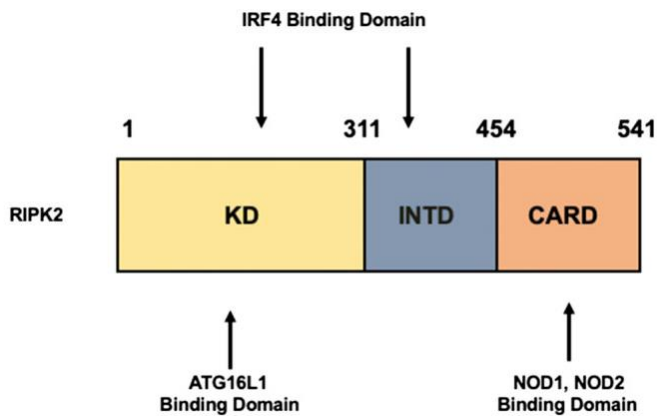 IRF4 Binding Domain
1 311 454 541
RIPK2 KD INTD CARD
ATG16L1 NOD1, NOD2
Binding Domain Binding Domain